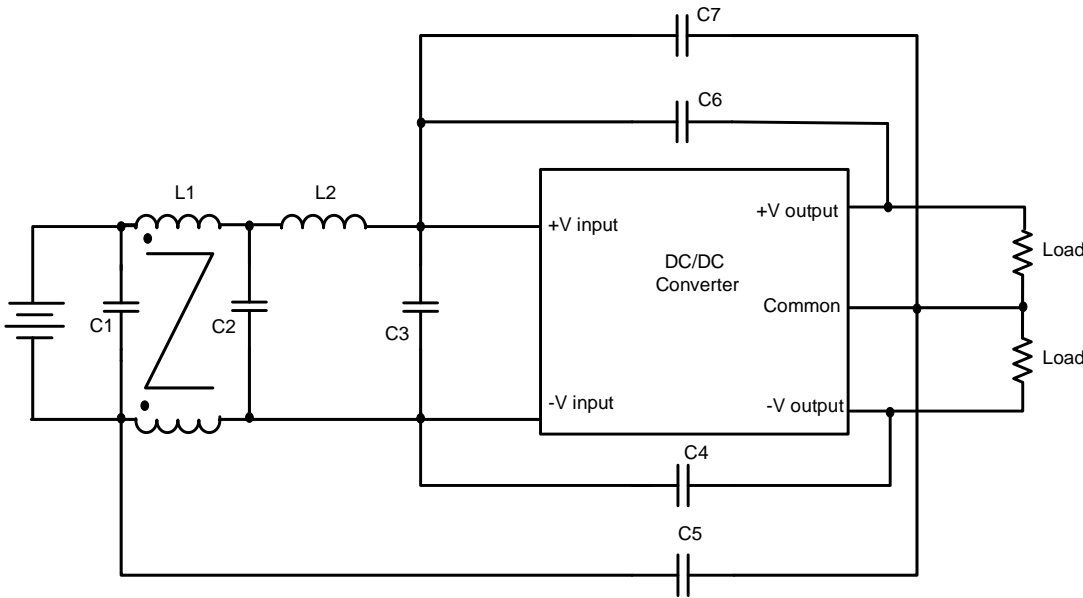 C7
C6
L1
L2
+V input
+V output
DC/DC
Converter
Load
C1
C2
C3
Common
Load
-V input
-V output
C4
C5